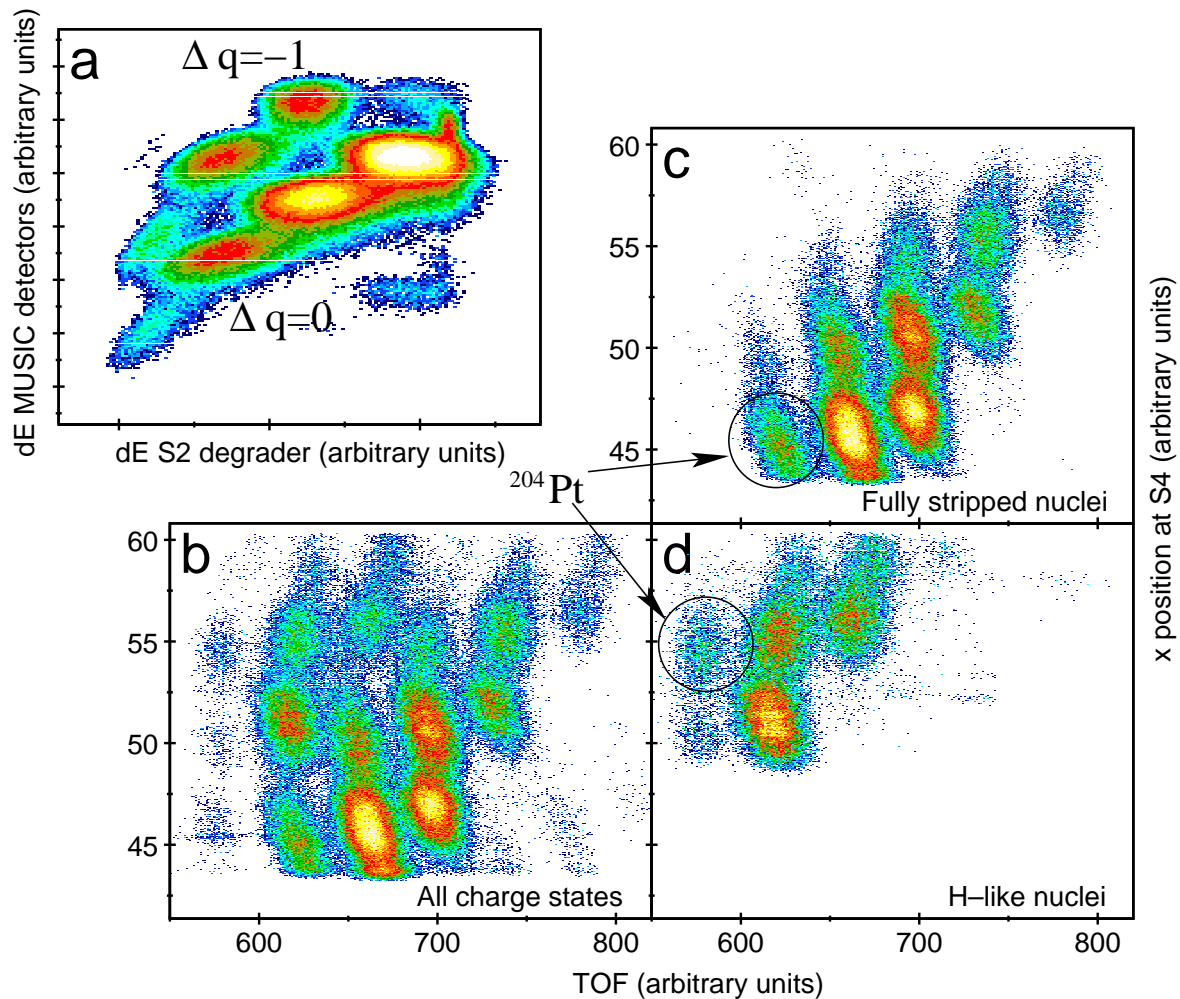 a
Δ q=−1
Δ q=0
dE MUSIC detectors (arbitrary units)
dE S2 degrader (arbitrary units)
c
60
55
50
45
Fully stripped nuclei
x position at S4 (arbitrary units)
204Pt
b
60
55
50
45
All charge states
600
700
800
d
H−like nuclei
600
700
800
TOF (arbitrary units)